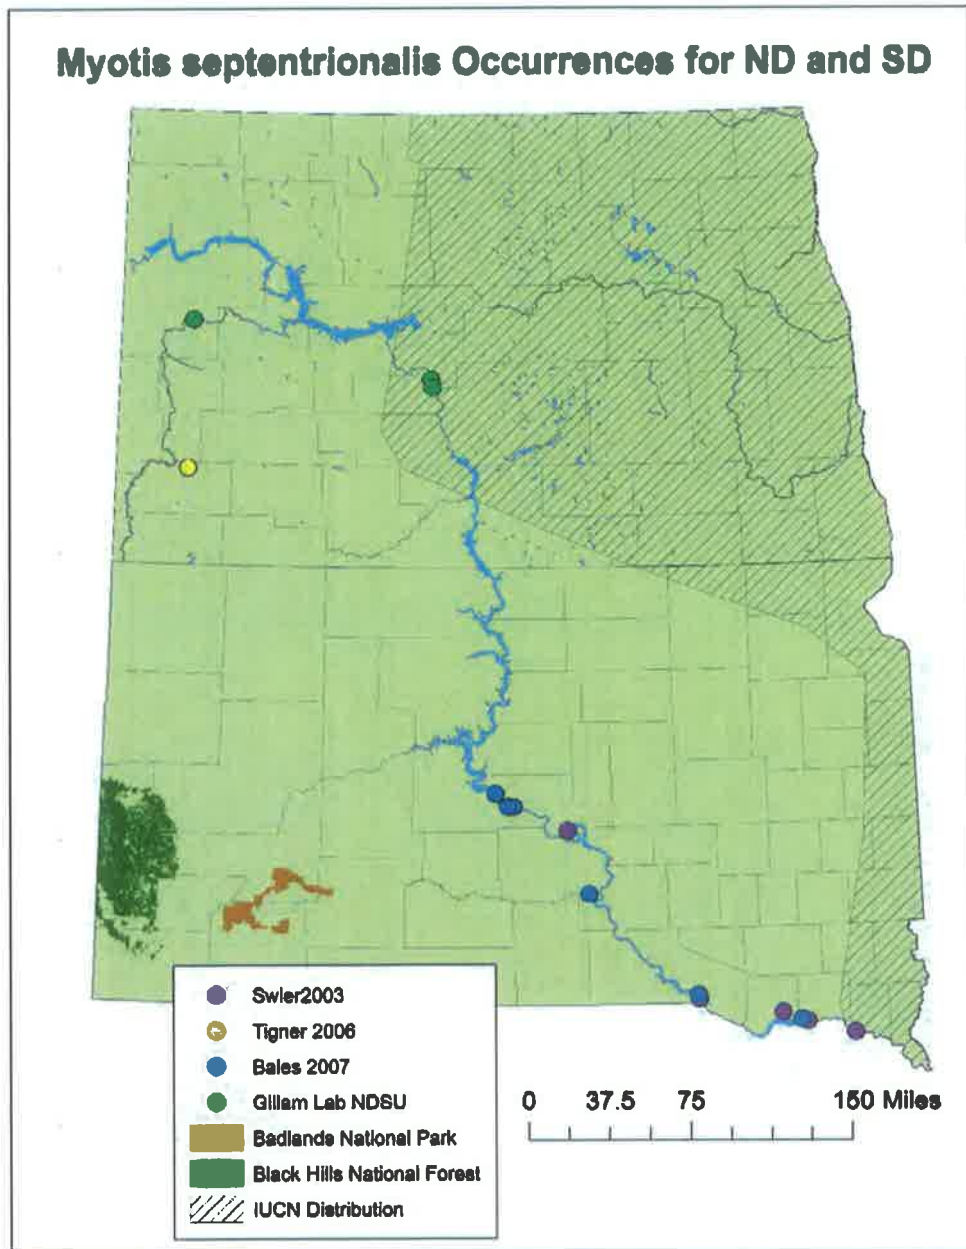 Myotis septentrionalis Occurrences for ND and SD
Swier2003
Tigner 2006
Bales 2007
Gillam Lab NDSU
Badlands National Park
Black Hills National Forest
IUCN Distribution
0 37.5 75 150 Miles